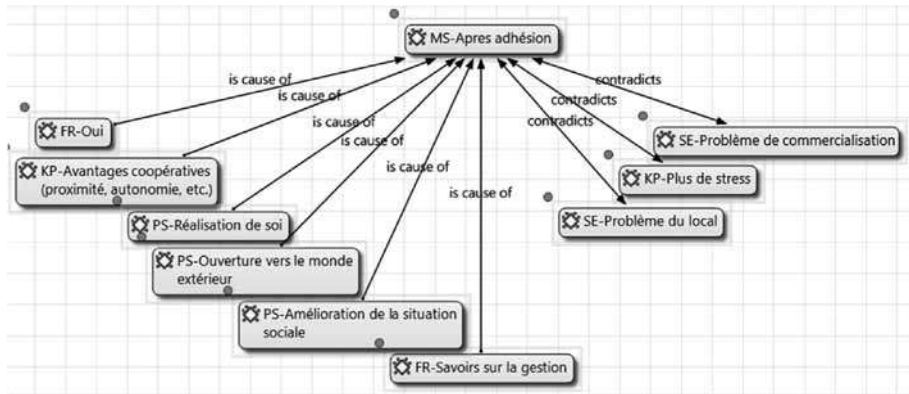 MS-Apres adhésion
is cause of
contradicts
is cause of
contradicts
FR-Oui
is cause of
contradicts
SE-Problème de commercialisation
is cause of
KP-Avantages coopératives
(proximité, autonomie, etc.)
is cause of
KP-Plus de stress
is cause of
PS-Réalisation de soi
SE-Problème du local
PS-Ouverture vers le monde
extérieur
PS-Amélioration de la situation
sociale
FR-Savoirs sur la gestion